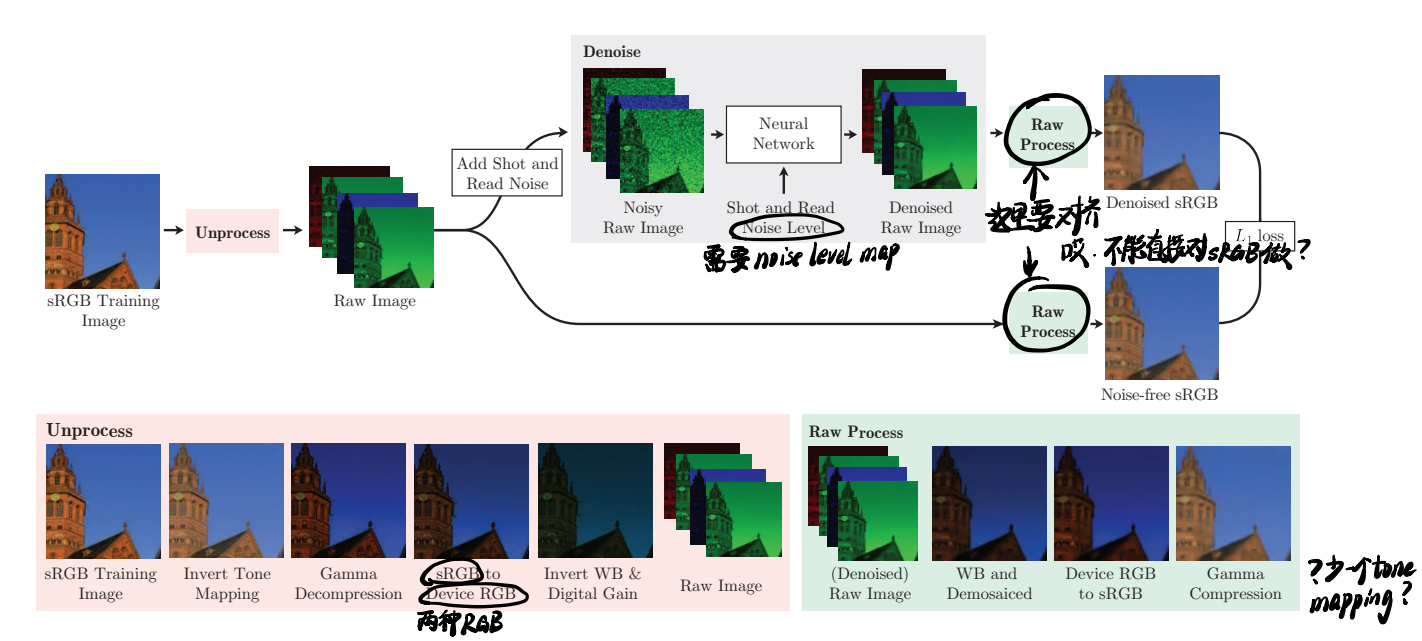 Denoise
Neural
Network
Add Shot and
Read Noise
Noisy
Raw Image
Shot and Read
Noise Level
Denoised
Raw Image
需要noise level map
Raw
Process
Denoised sRGB
这里要对齐
L₁ loss
哎.不能直接对sRGB做?
Unprocess
sRGB Training
Image
Raw Image
Raw
Process
Noise-free sRGB
Unprocess
sRGB Training
Image
Invert Tone
Mapping
Gamma
Decompression
sRGB to
Device RGB
两种RGB
Invert WB &
Digital Gain
Raw Image
Raw Process
(Denoised)
Raw Image
WB and
Demosaiced
Device RGB
to sRGB
Gamma
Compression
?少一个tone
mapping?